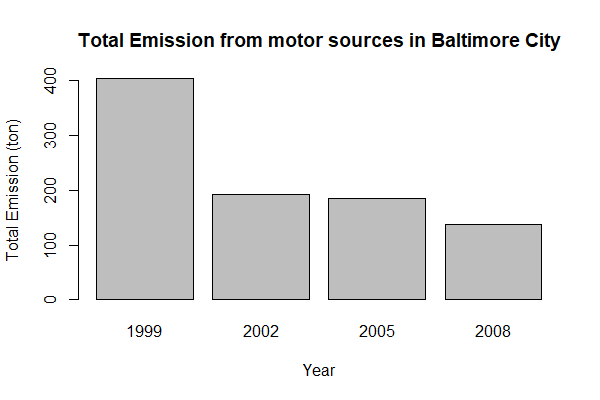 Total Emission from motor sources in Baltimore City
Total Emission (ton)
400
300
200
100
0
1999 2002 2005 2008
Year